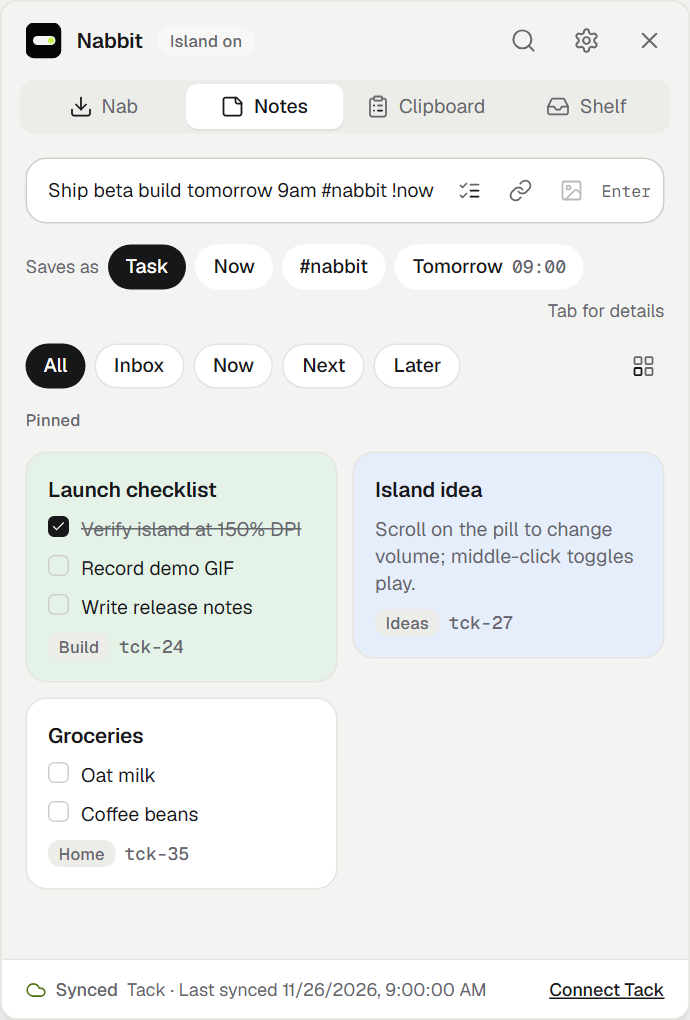 Nabbit Island on
Nab Notes Clipboard Shelf
Ship beta build tomorrow 9am #nabbit !now Enter
Saves as Task Now #nabbit Tomorrow 09:00
Tab for details
All Inbox Now Next Later
Pinned
Launch checklist
Verify island at 150% DPI
Record demo GIF
Write release notes
Build tck-24
Island idea
Scroll on the pill to change
volume; middle-click toggles
play.
Ideas tck-27
Groceries
Oat milk
Coffee beans
Home tck-35
Synced Tack · Last synced 11/26/2026, 9:00:00 AM Connect Tack